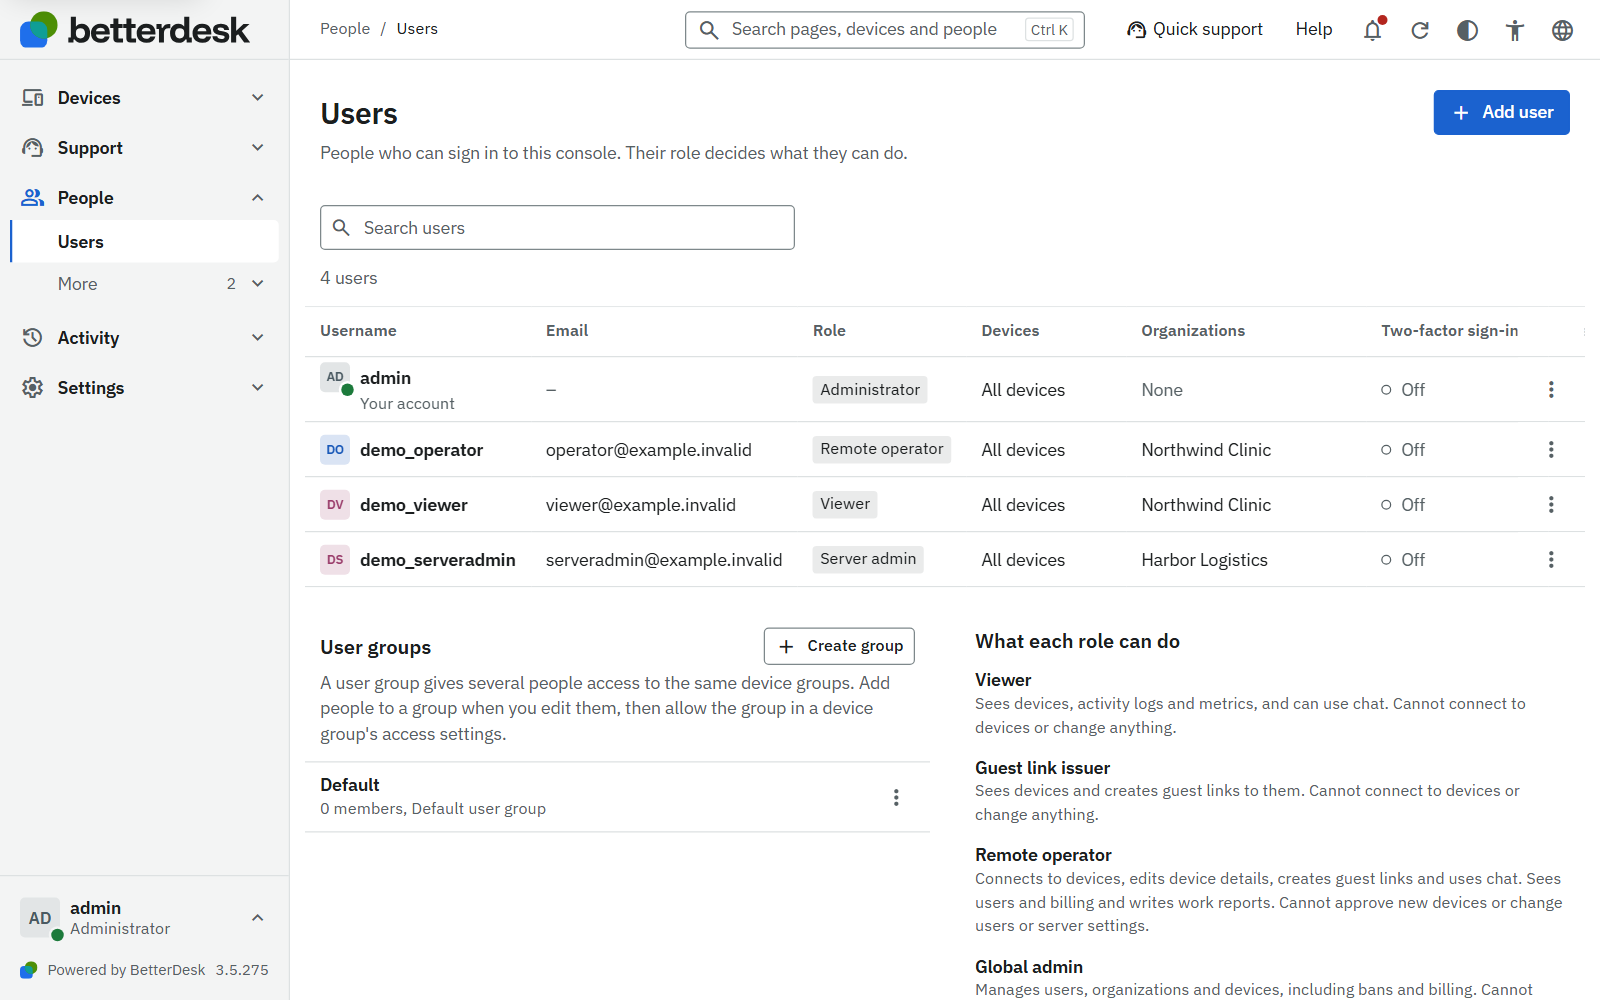 betterdesk
People / Users
Search pages, devices and people Ctrl K
Quick support
Help
Devices
Support
People
Users
More 2
Activity
Settings
Users
Add user
People who can sign in to this console. Their role decides what they can do.
Search users
4 users
Username Email Role Devices Organizations Two-factor sign-in
AD admin – Administrator All devices None Off
Your account
DO demo_operator operator@example.invalid Remote operator All devices Northwind Clinic Off
DV demo_viewer viewer@example.invalid Viewer All devices Northwind Clinic Off
DS demo_serveradmin serveradmin@example.invalid Server admin All devices Harbor Logistics Off
User groups
Create group
A user group gives several people access to the same device groups. Add
people to a group when you edit them, then allow the group in a device
group's access settings.
Default
0 members, Default user group
What each role can do
Viewer
Sees devices, activity logs and metrics, and can use chat. Cannot connect to
devices or change anything.
Guest link issuer
Sees devices and creates guest links to them. Cannot connect to devices or
change anything.
Remote operator
Connects to devices, edits device details, creates guest links and uses chat. Sees
users and billing and writes work reports. Cannot approve new devices or change
users or server settings.
Global admin
Manages users, organizations and devices, including bans and billing. Cannot
AD admin
Administrator
Powered by BetterDesk 3.5.275